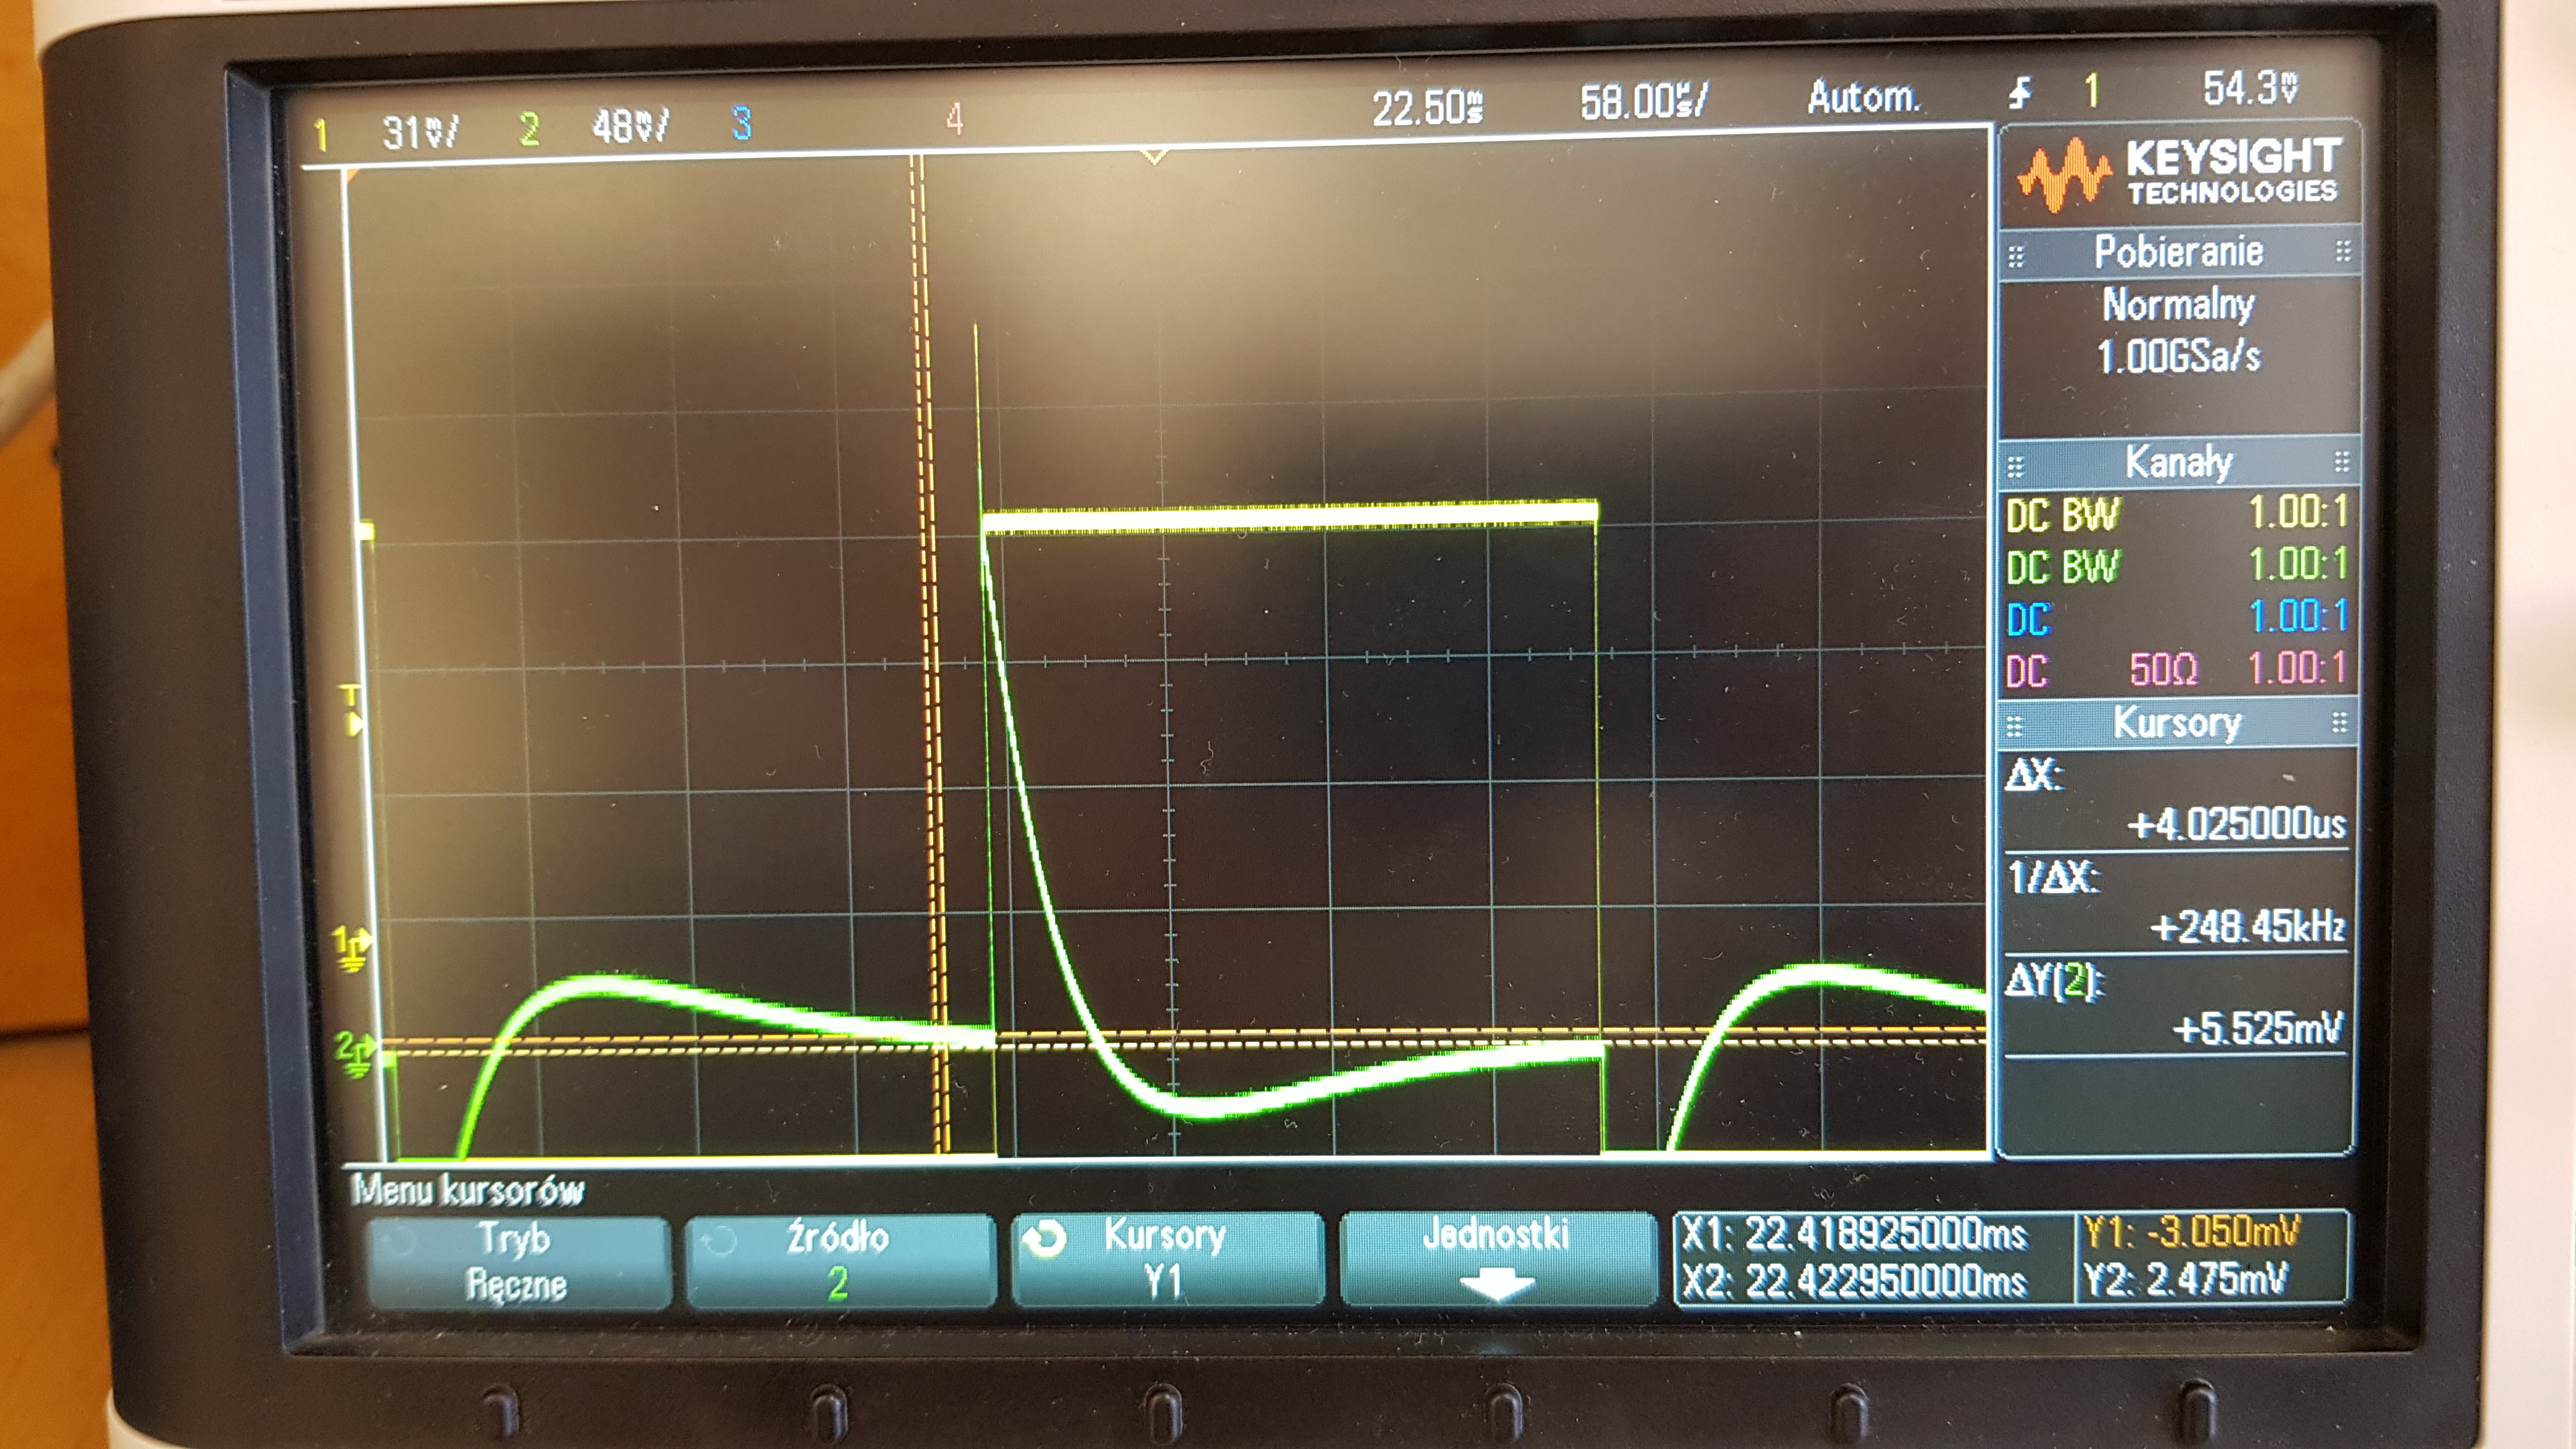 1 31mV/ 2 48mV/ 3 4 22.50ms 58.00µs/ Autom. 1 54.3mV
KEYSIGHT
TECHNOLOGIES
Pobieranie
Normalny
1.00GSa/s
Kanały
DC BW 1.00:1
DC BW 1.00:1
DC 1.00:1
DC 50Ω 1.00:1
Kursory
ΔX:
+4.025000us
1/ΔX:
+248.45kHz
ΔY(2):
+5.525mV
T
1
2
Menu kursorów
Tryb
Ręczne
Źródło
2
Kursory
Y1
Jednostki
X1: 22.418925000ms
X2: 22.422950000ms
Y1: -3.050mV
Y2: 2.475mV